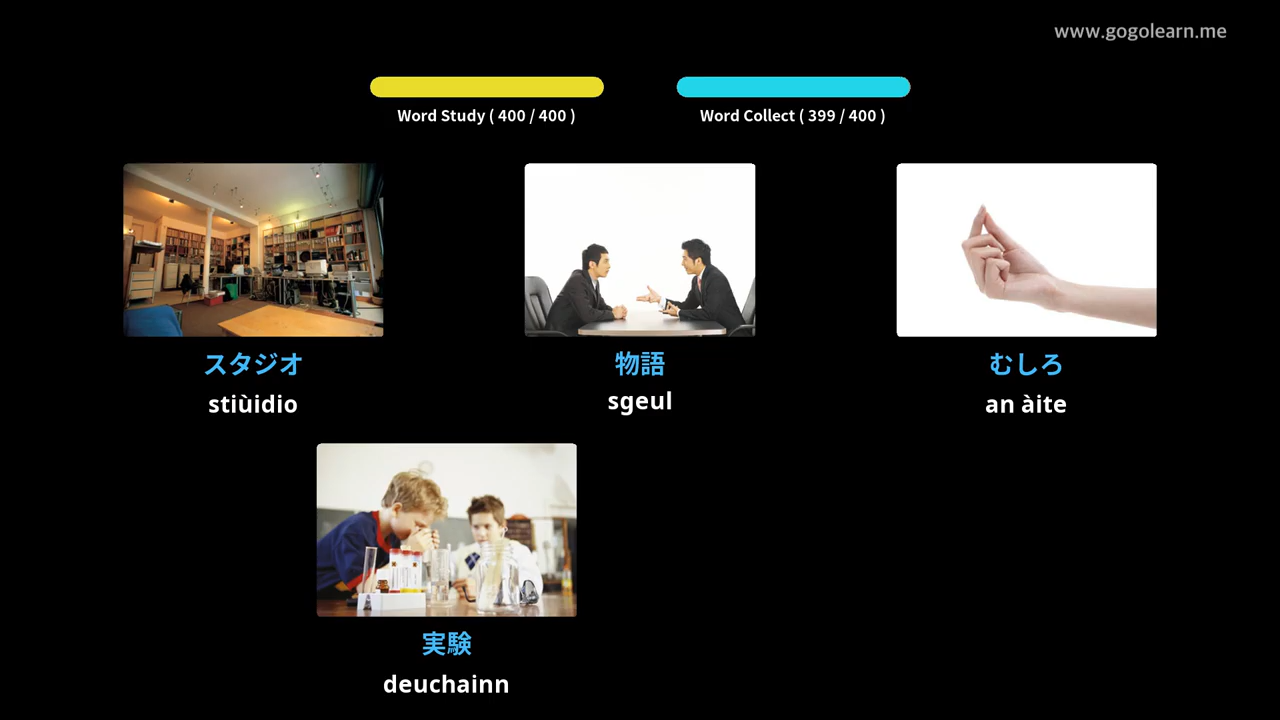 www.gogolearn.me
Word Study ( 400 / 400 )
Word Collect ( 399 / 400 )
スタジオ
stiùidio
物語
sgeul
むしろ
an àite
実験
deuchainn